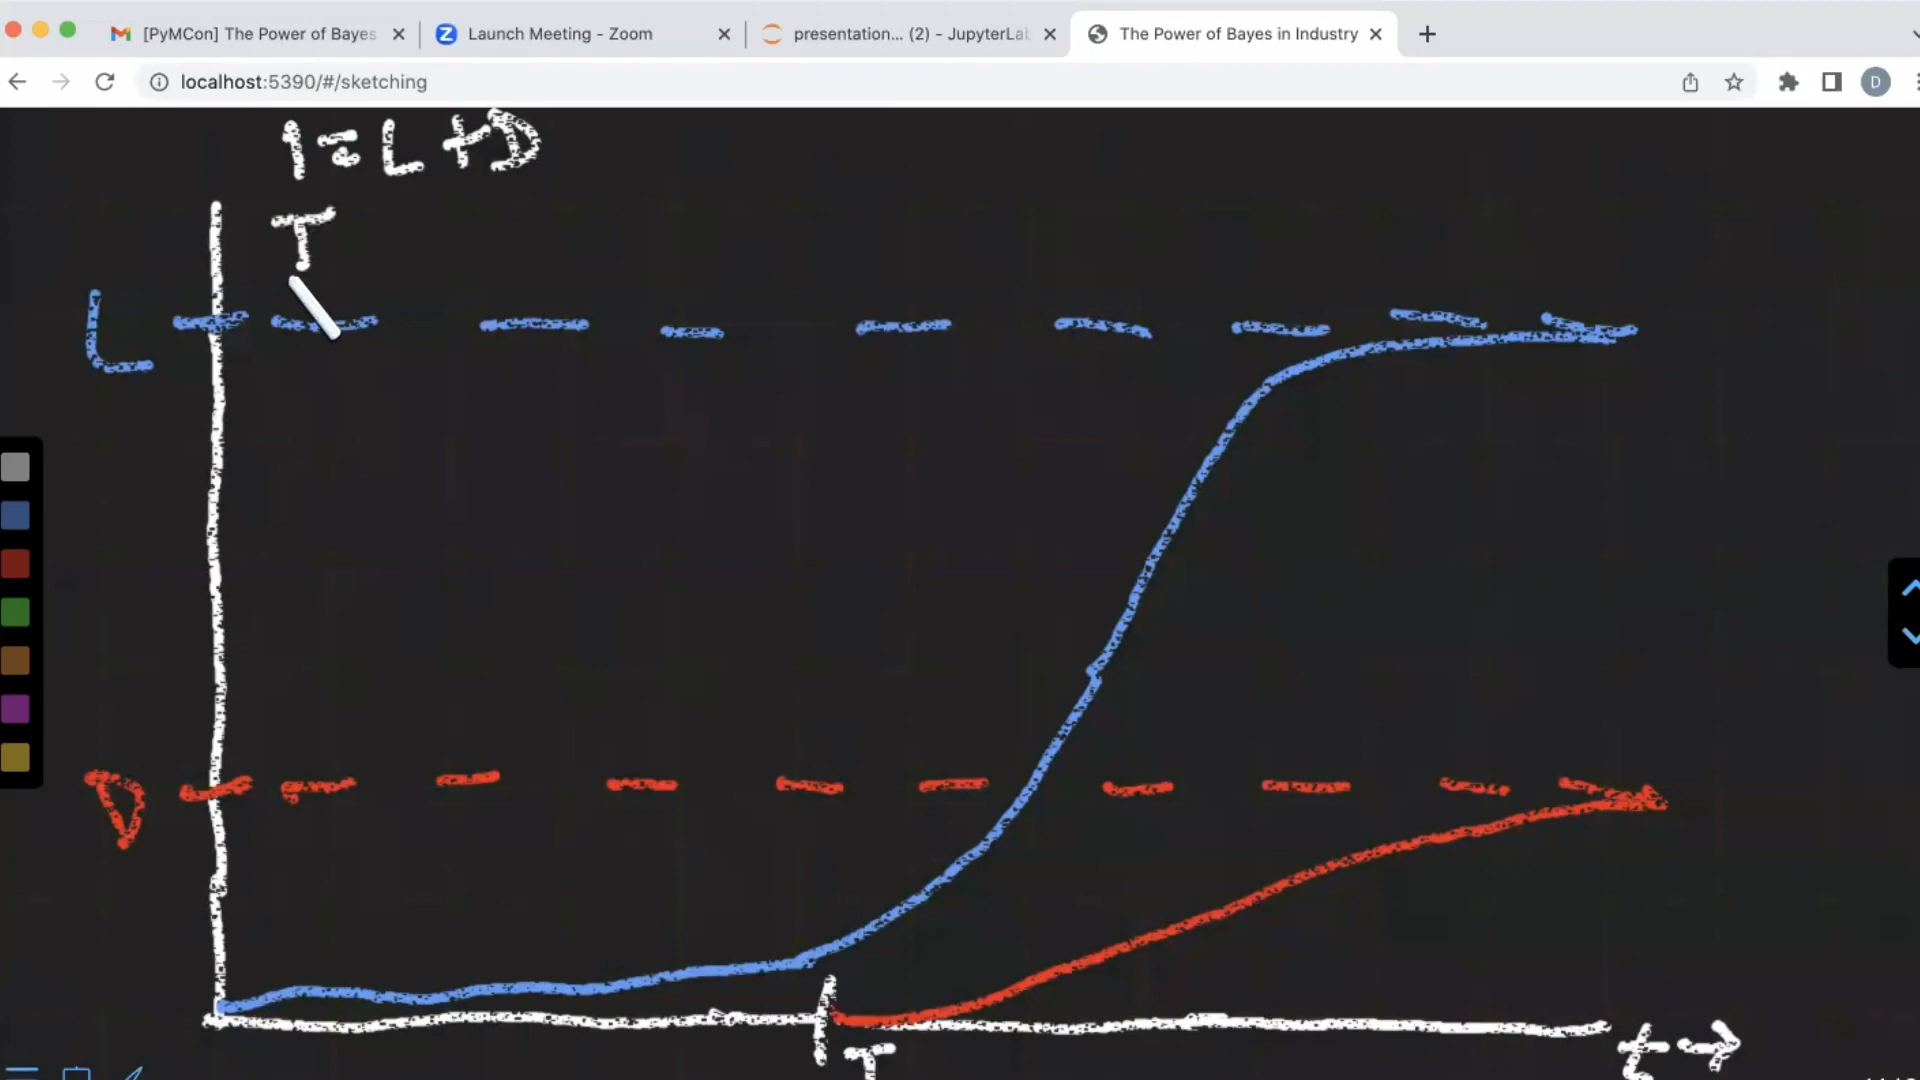 [PyMCon] The Power of Bayes
Launch Meeting - Zoom
presentation... (2) - JupyterLab
The Power of Bayes in Industry
localhost:5390/#/sketching
D
1 = L + D
T
L
D
T
t →